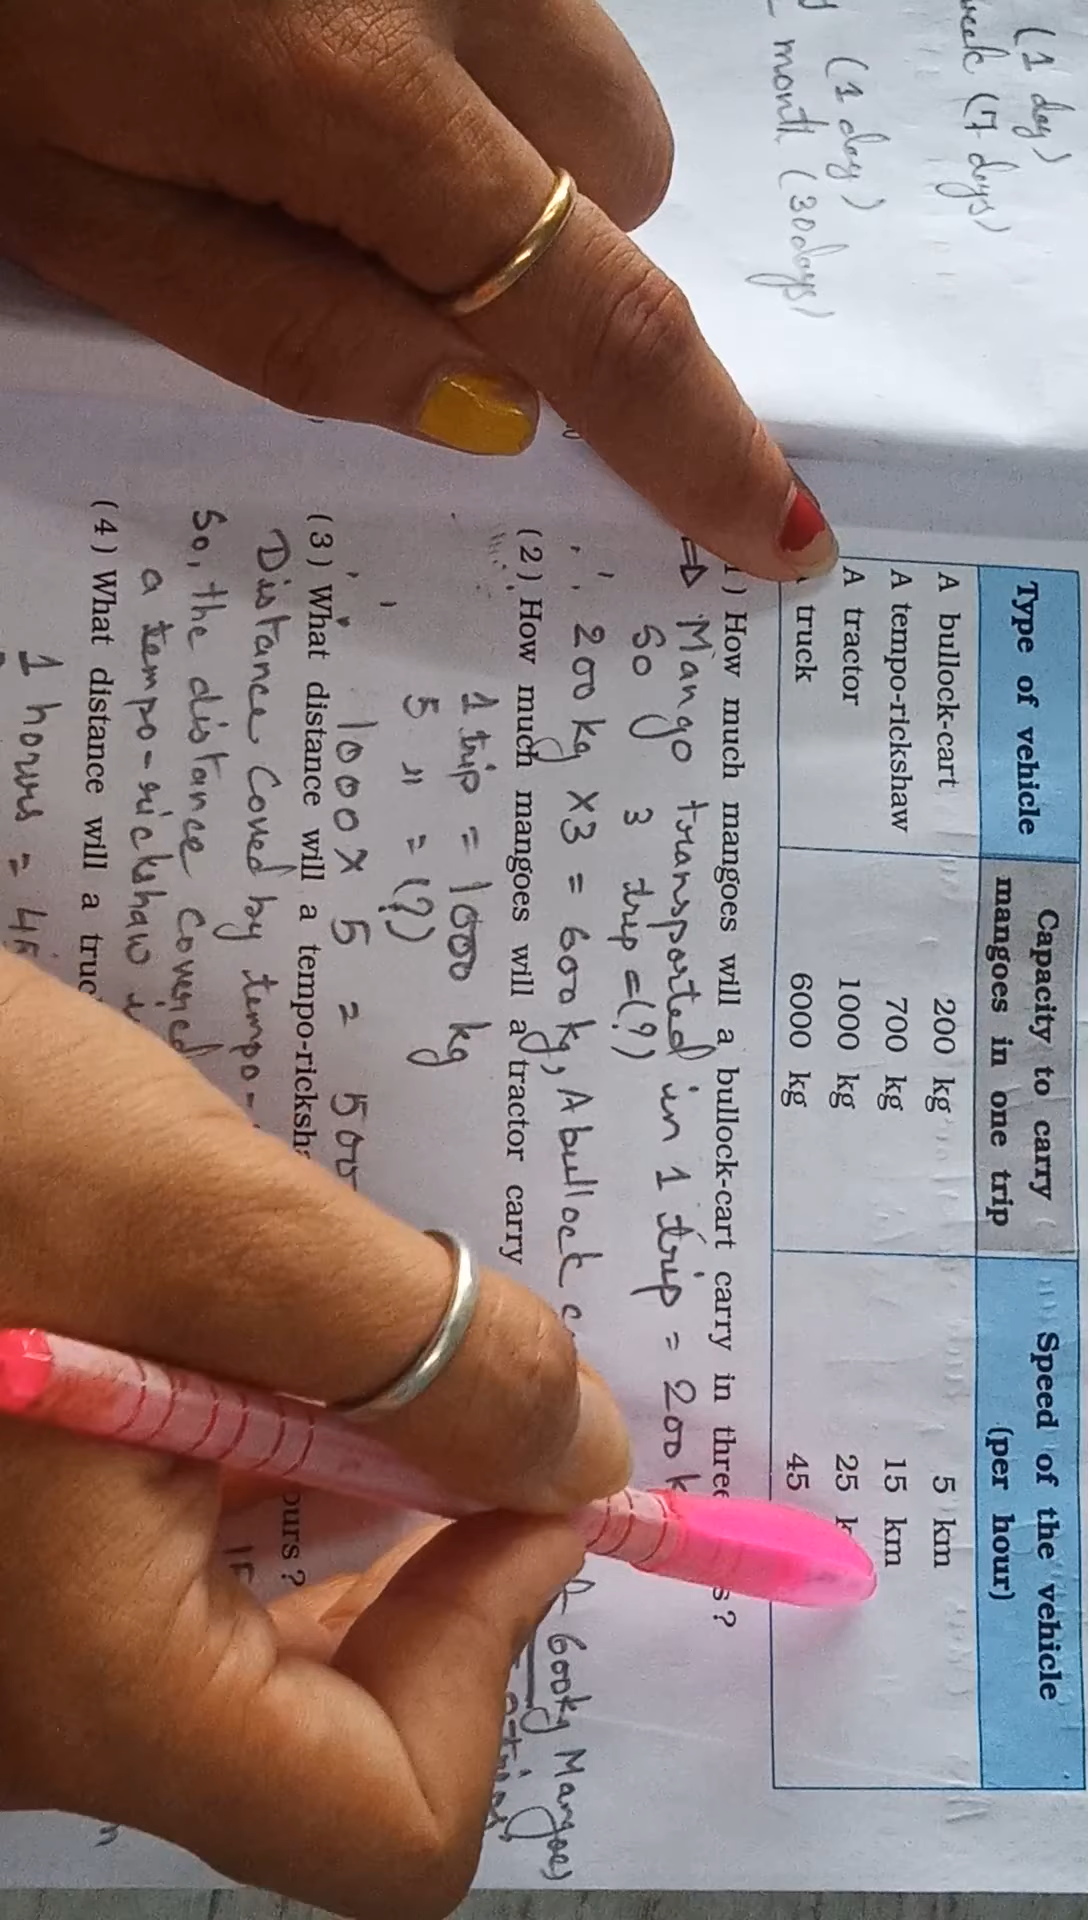 (1 day)
week (7 days)
(1 day)
month (30 days)
Type of vehicle
Capacity to carry mangoes in one trip
Speed of the vehicle (per hour)
A bullock-cart 200 kg 5 km
A tempo-rickshaw 700 kg 15 km
A tractor 1000 kg 25
truck 6000 kg 45
) How much mangoes will a bullock-cart carry in three
Mango transported in 1 trip = 200 k
So 3 trip = (?)
200 kg x3 = 600 kg, A bullock
600 kg Mangoes
(2) How much mangoes will a tractor carry
1 trip = 1000 kg
5 " = (?)
1000 x 5 =
(3) What distance will a tempo-ricksha ours ?
Distance Coved by tempo-
So, the distance covered
a tempo-rickshaw
(4) What distance will a truc
1 hours =